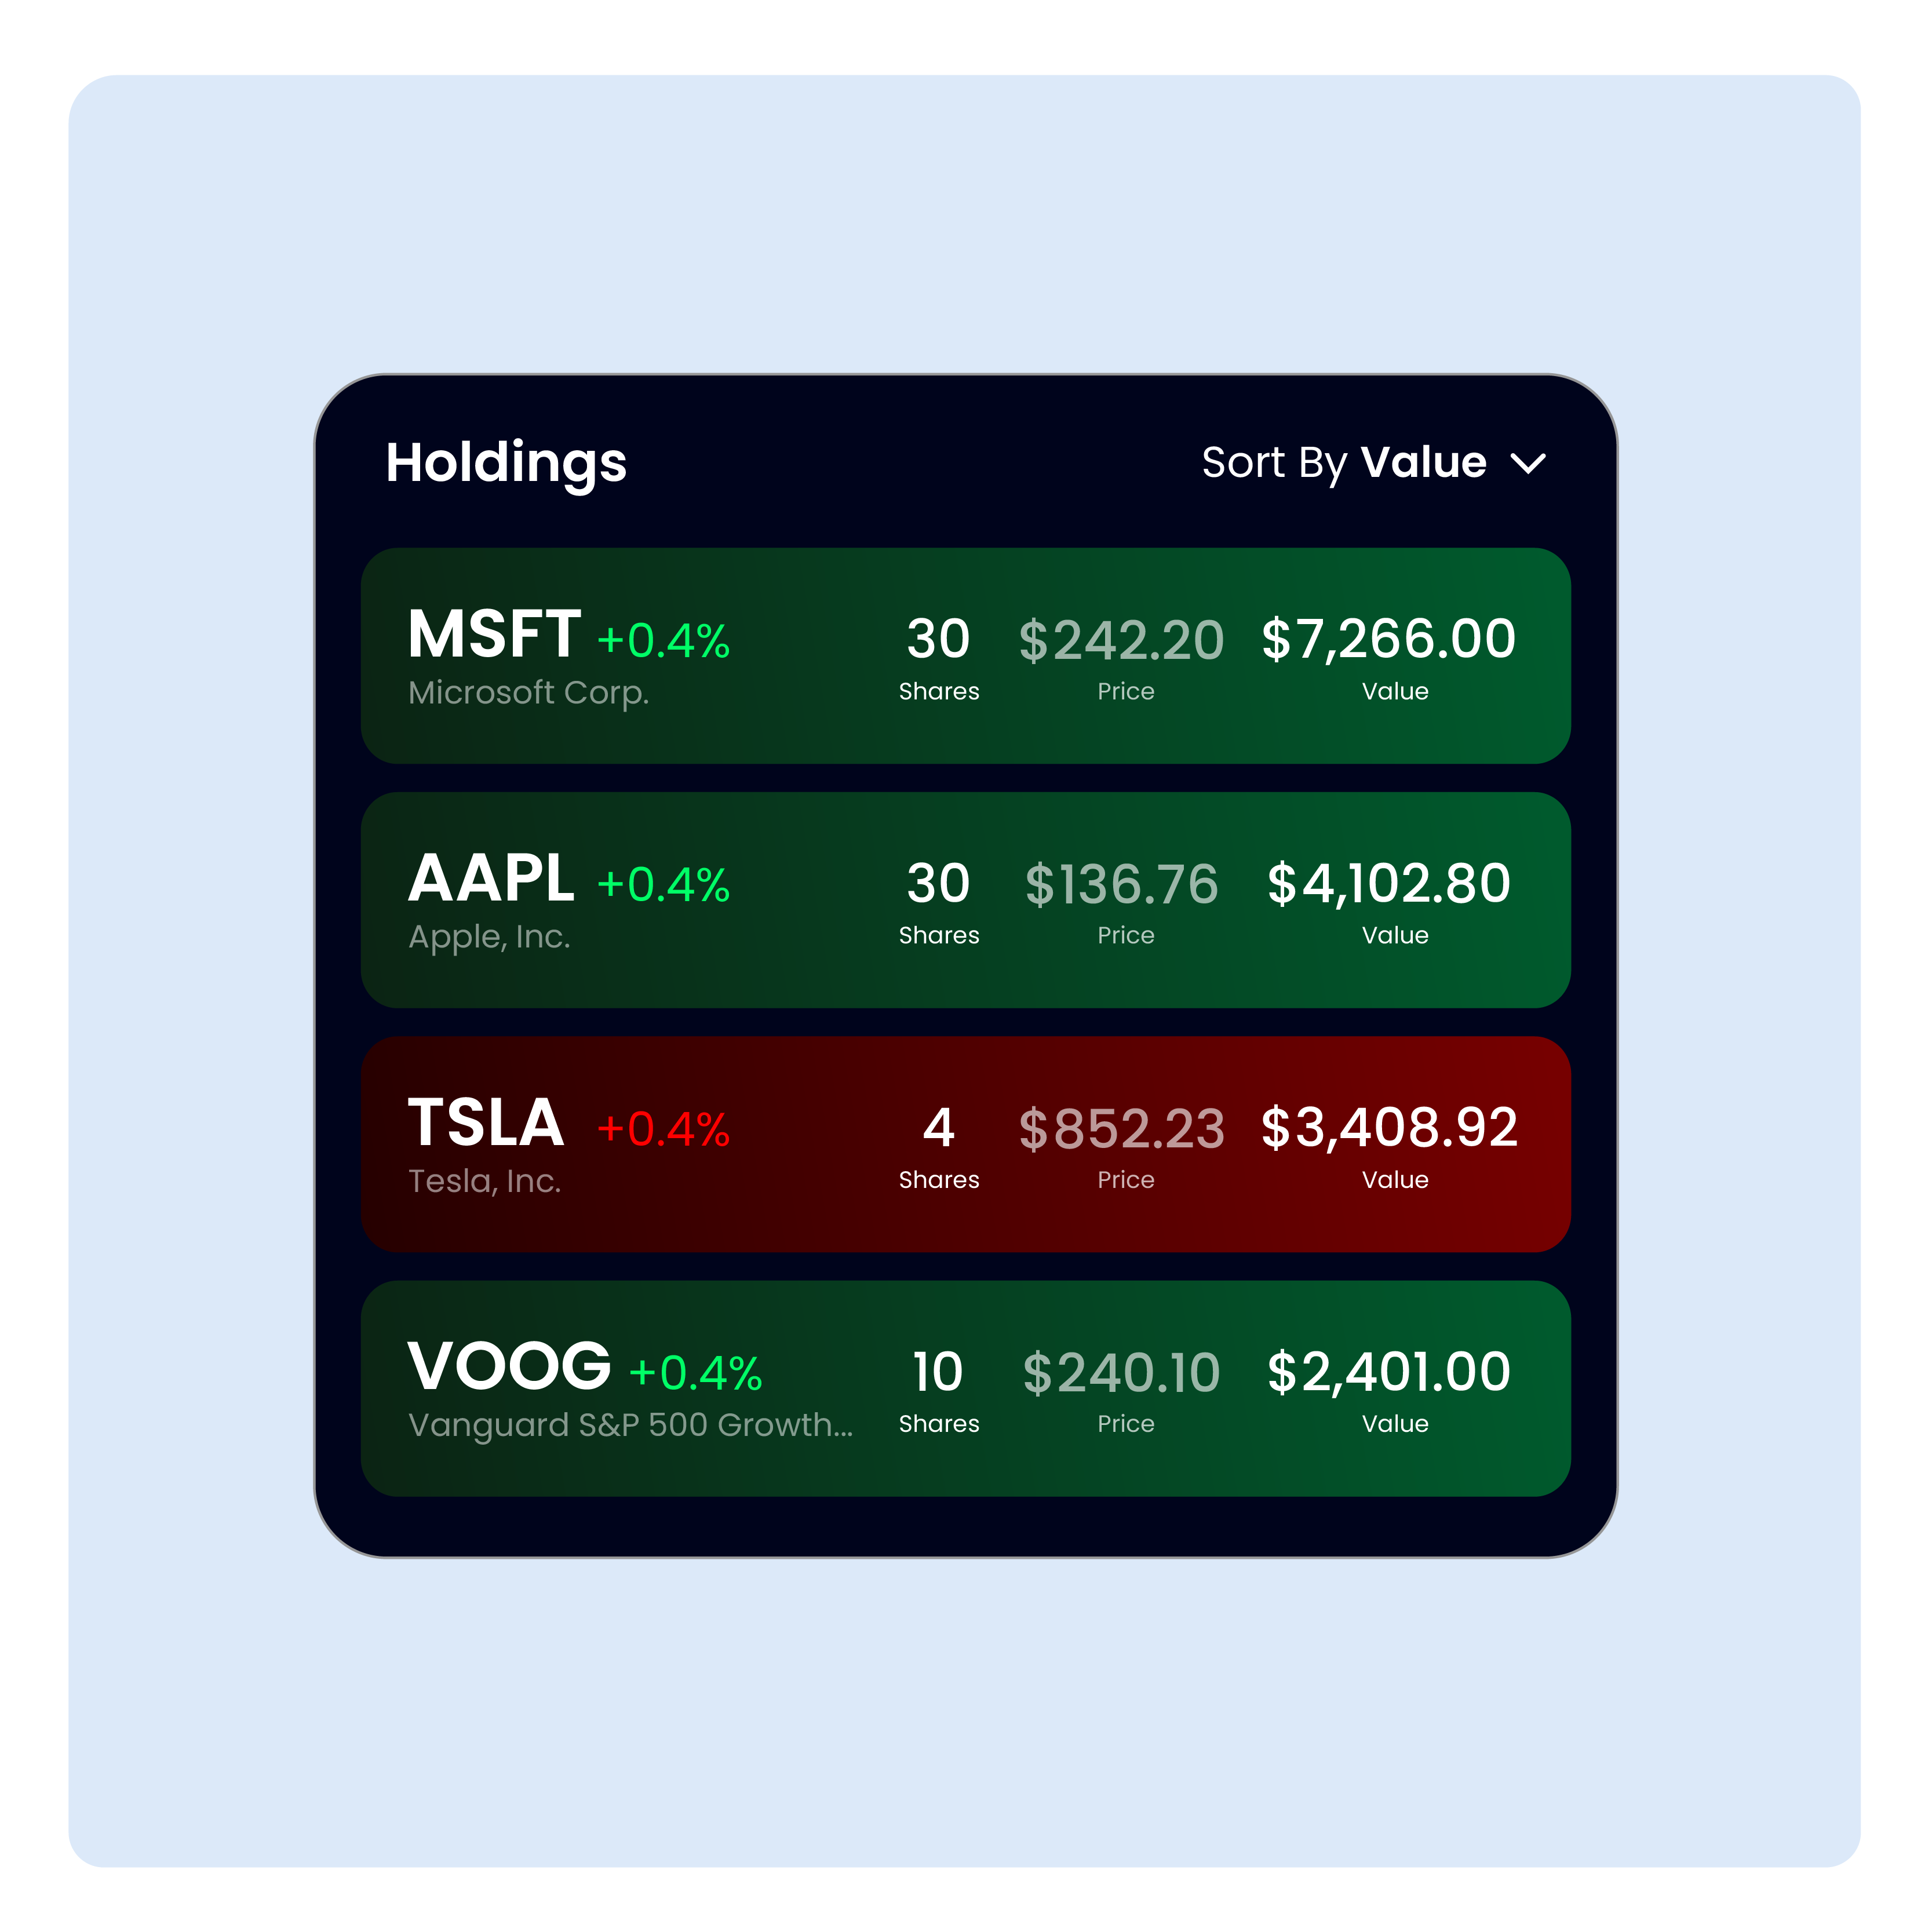 Holdings
Sort By Value
MSFT +0.4% 30 $242.20 $7,266.00
Microsoft Corp. Shares Price Value
AAPL +0.4% 30 $136.76 $4,102.80
Apple, Inc. Shares Price Value
TSLA +0.4% 4 $852.23 $3,408.92
Tesla, Inc. Shares Price Value
VOOG +0.4% 10 $240.10 $2,401.00
Vanguard S&P 500 Growth... Shares Price Value